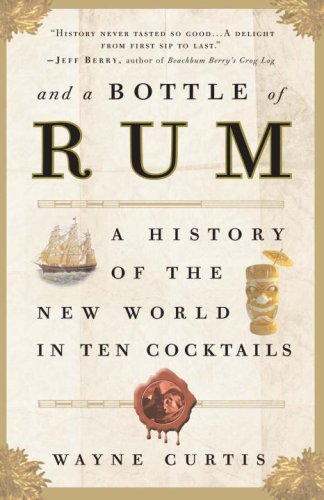 "History never tasted so good...A delight
from first sip to last."
–Jeff Berry, author of Beachbum Berry's Grog Log
and a BOTTLE of
RUM
A HISTORY
OF THE
NEW WORLD
IN TEN COCKTAILS
WAYNE CURTIS